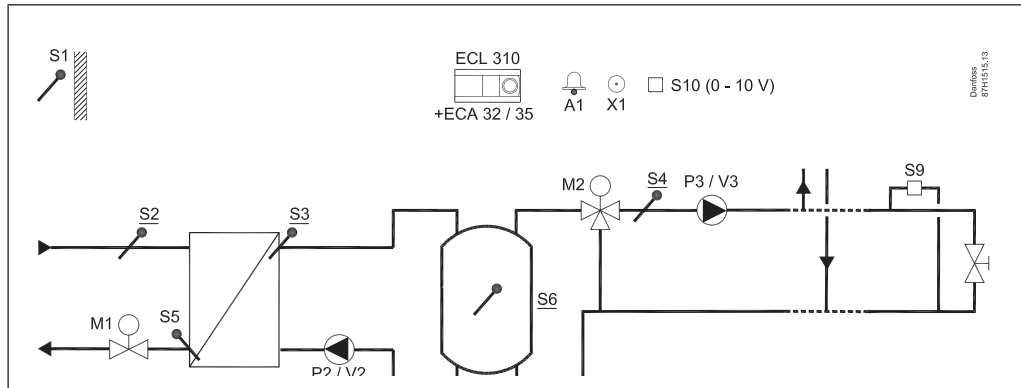 S1
ECL 310
+ECA 32 / 35
A1
X1
S10 (0 - 10 V)
Danfoss
87H1515.13
S2
S3
M2
S4
P3 / V3
S9
S6
M1
S5
P2 / V2